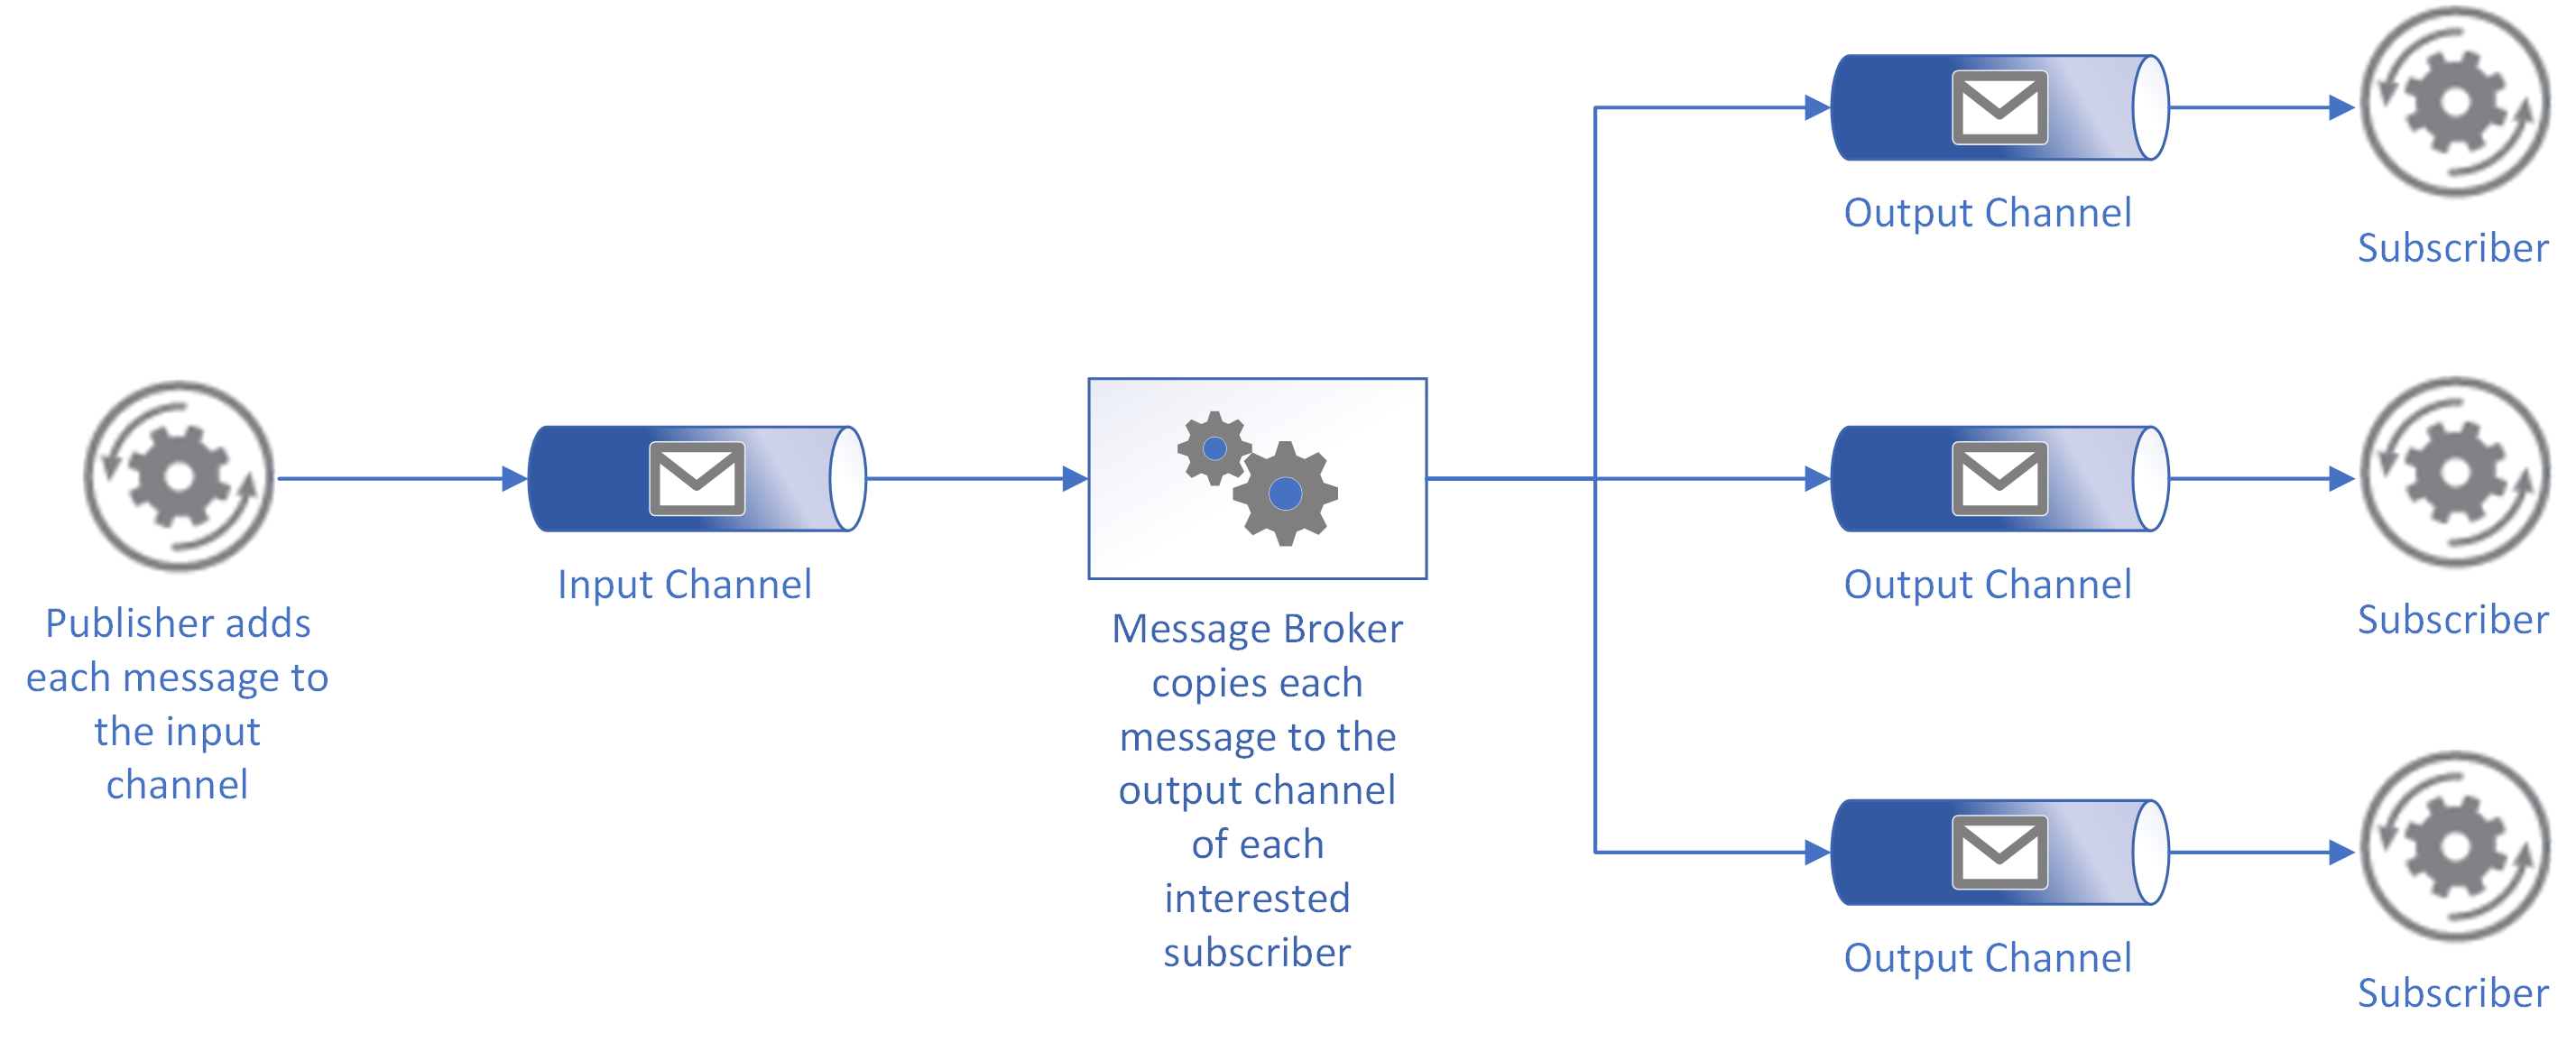 Output Channel
Subscriber
Publisher adds
each message to
the input
channel
Input Channel
Message Broker
copies each
message to the
output channel
of each
interested
subscriber
Output Channel
Subscriber
Output Channel
Subscriber